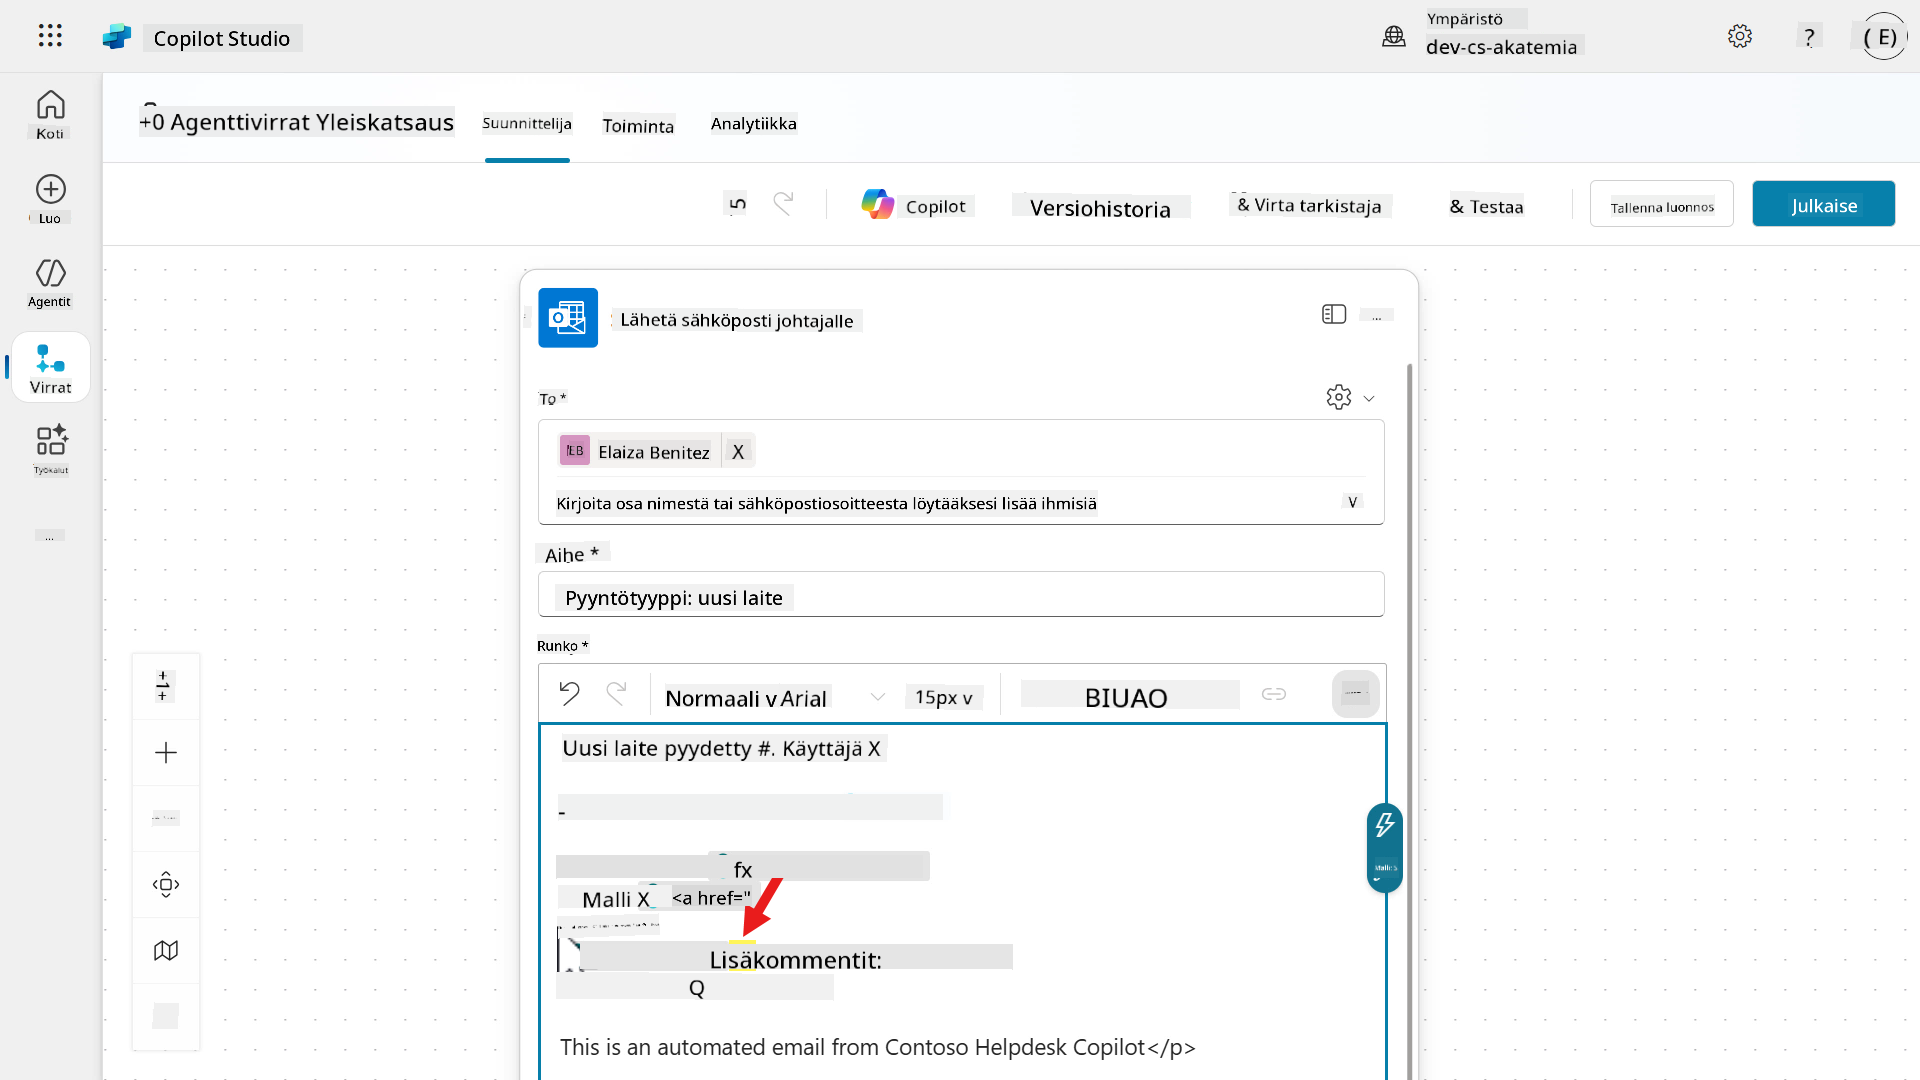 Copilot Studio
Ympäristö
dev-cs-akatemia
?
( E)
Koti
Luo
Agentit
Virrat
Työkalut
...
+0 Agenttivirrat Yleiskatsaus
Suunnittelija
Toiminta
Analytiikka
Copilot
Versiohistoria
& Virta tarkistaja
& Testaa
Tallenna luonnos
Julkaise
Lähetä sähköposti johtajalle
...
To *
EB Elaiza Benitez X
Kirjoita osa nimestä tai sähköpostiosoitteesta löytääksesi lisää ihmisiä
V
Aihe *
Pyyntötyyppi: uusi laite
Runko *
Normaali v Arial
15px v
BIUAO
Uusi laite pyydetty #. Käyttäjä X
-
fx
Malli X <a href="
Lisäkommentit:
Q
This is an automated email from Contoso Helpdesk Copilot</p>